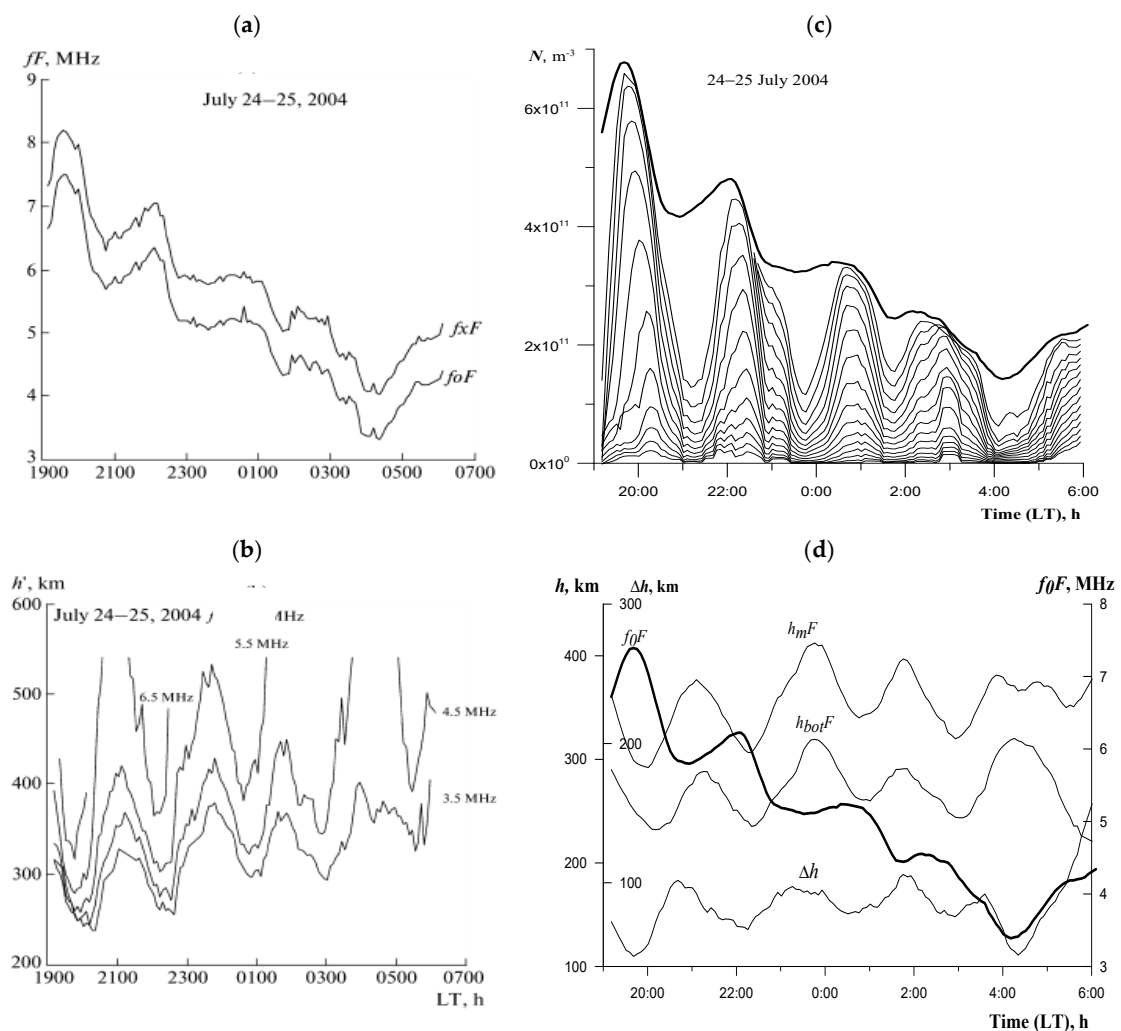 (a)
fF, MHz
July 24–25, 2004
9
8
7
6
5
4
3
fxF
foF
1900 2100 2300 0100 0300 0500 0700
(c)
N, m-3
24–25 July 2004
6x10¹¹
4x10¹¹
2x10¹¹
0x10⁰
20:00 22:00 0:00 2:00 4:00 6:00
Time (LT), h
(b)
h', km
600
July 24–25, 2004
5.5 MHz
500
6.5 MHz
4.5 MHz
400
3.5 MHz
300
200
1900 2100 2300 0100 0300 0500 0700
LT, h
(d)
h, km Δh, km f0F, MHz
300 8
f0F
hmF
400
7
hbotF
200 6
300
5
200
100
Δh
4
100 3
20:00 22:00 0:00 2:00 4:00 6:00
Time (LT), h